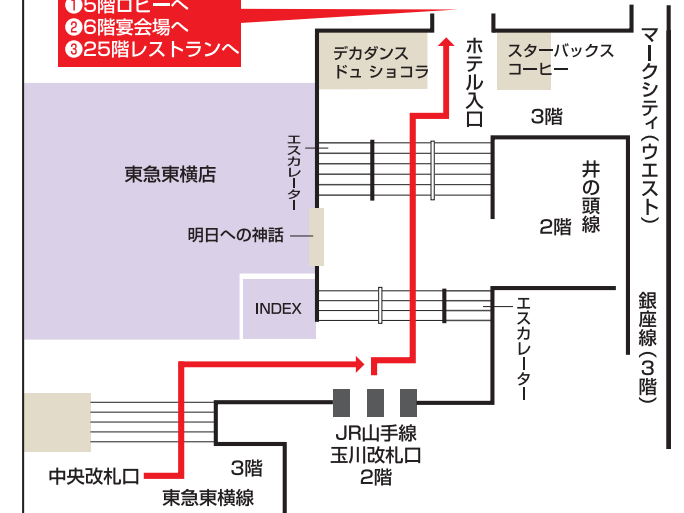 ❶5階ロビーへ
❷6階宴会場へ
❸25階レストランへ
デカダンス
ドュ ショコラ
ホテル入口
スターバックス
コーヒー
3階
マークシティ(ウエスト)
エスカレーター
東急東横店
井の頭線
2階
明日への神話
INDEX
エスカレーター
銀座線(3階)
JR山手線
玉川改札口
2階
中央改札口
3階
東急東横線